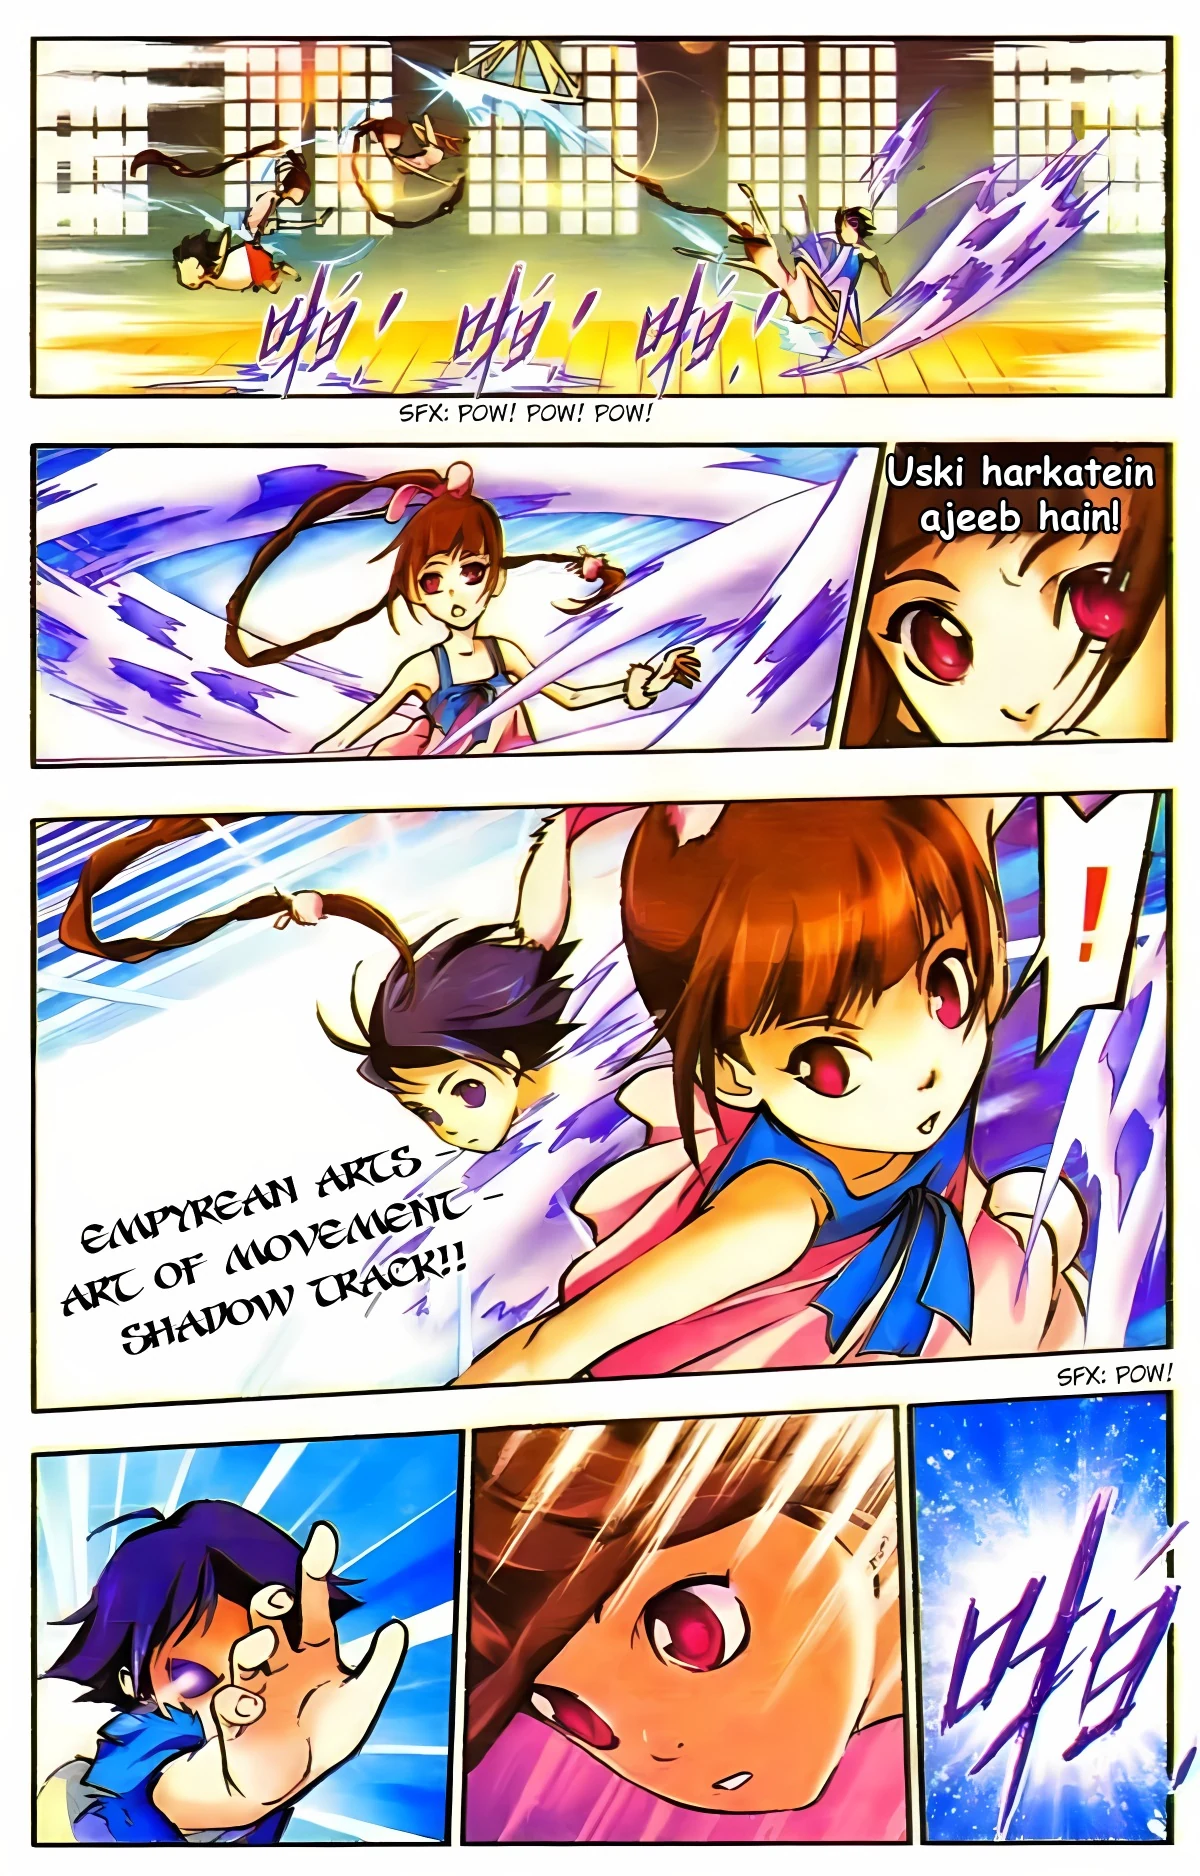 啪! 啪! 啪!
SFX: POW! POW! POW!
Uski harkatein
ajeeb hain!
!
EMPYREAN ARTS -
ART OF MOVEMENT -
SHADOW TRACK!!
SFX: POW!
啪!